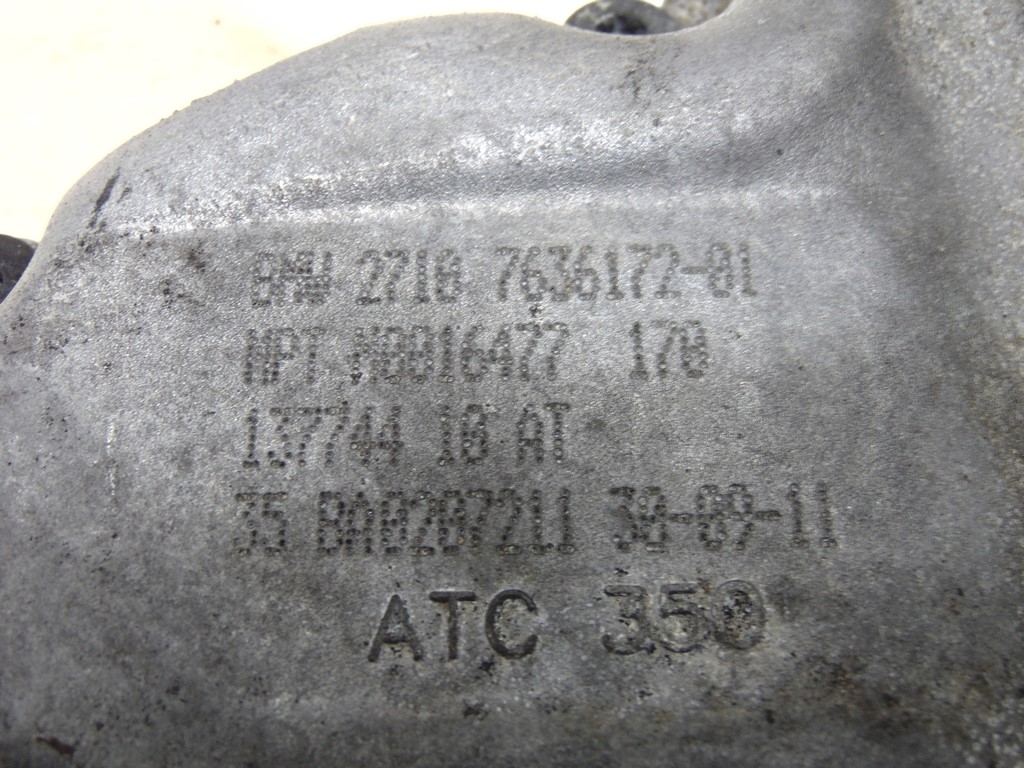 BMW 2710 7636172-01
MPT M0016477 170
137744 10 AT
35 BA0207211 30-09-11
ATC 350